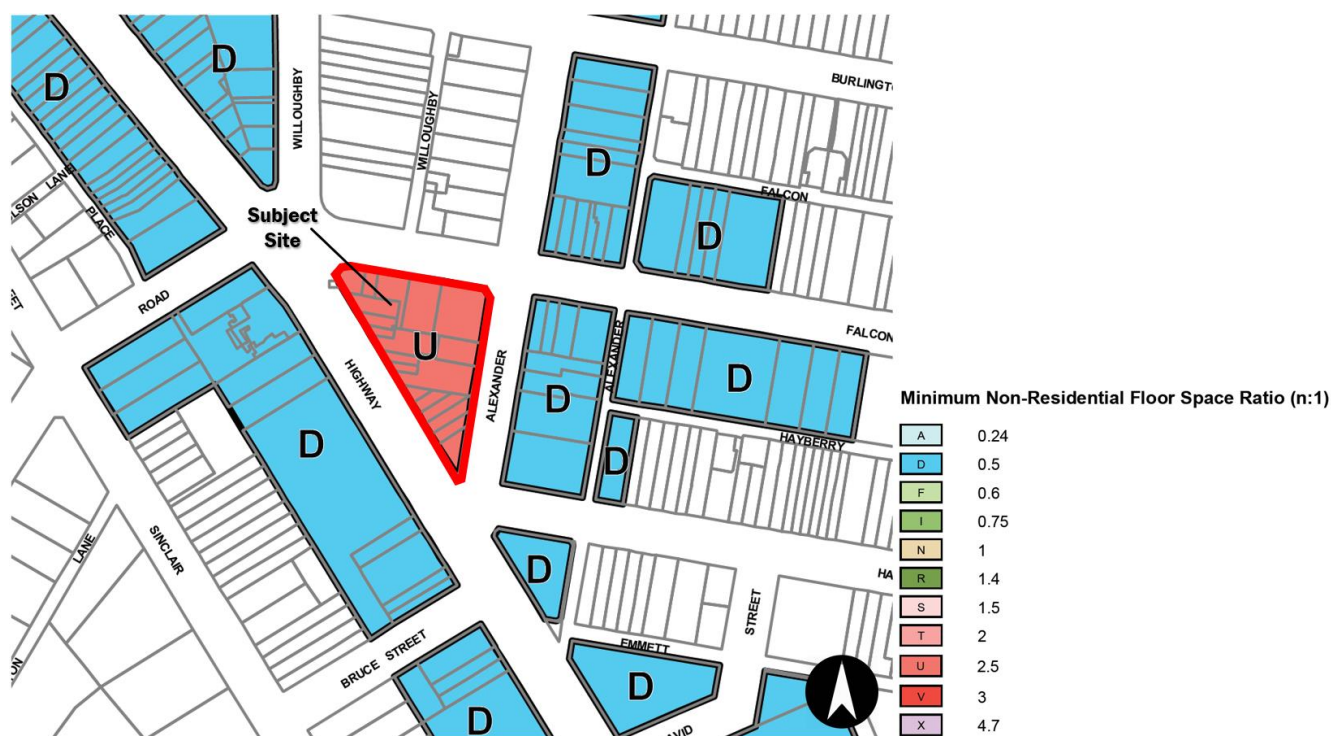 D
D
WILLOUGHBY
WILLOUGHBY
BURLINGT
D
FALCON
LANE
PLACE
Subject
Site
D
ROAD
U
HIGHWAY
ALEXANDER
ALEXANDER
FALCON
D
D
D
D
HAYBERRY
SINCLAIR
LANE
D
HA
STREET
EMMETT
BRUCE STREET
D
D
Minimum Non-Residential Floor Space Ratio (n:1)
A 0.24
D 0.5
F 0.6
I 0.75
N 1
R 1.4
S 1.5
T 2
U 2.5
V 3
X 4.7